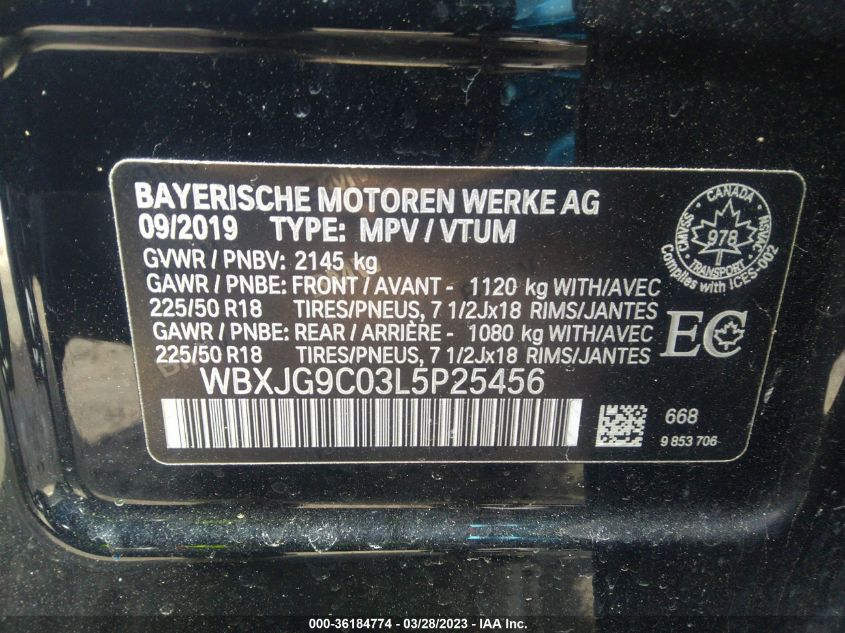 BAYERISCHE MOTOREN WERKE AG
09/2019 TYPE: MPV / VTUM
GVWR / PNBV: 2145 kg
GAWR / PNBE: FRONT / AVANT - 1120 kg WITH/AVEC
225/50 R18 TIRES/PNEUS, 7 1/2Jx18 RIMS/JANTES
GAWR / PNBE: REAR / ARRIÈRE - 1080 kg WITH/AVEC
225/50 R18 TIRES/PNEUS, 7 1/2Jx18 RIMS/JANTES
WBXJG9C03L5P25456
CANADA
CMVSS
NSVAC
978
TRANSPORT
Complies with ICES-002
EC
668
9 853 706
000-36184774 - 03/28/2023 - IAA Inc.